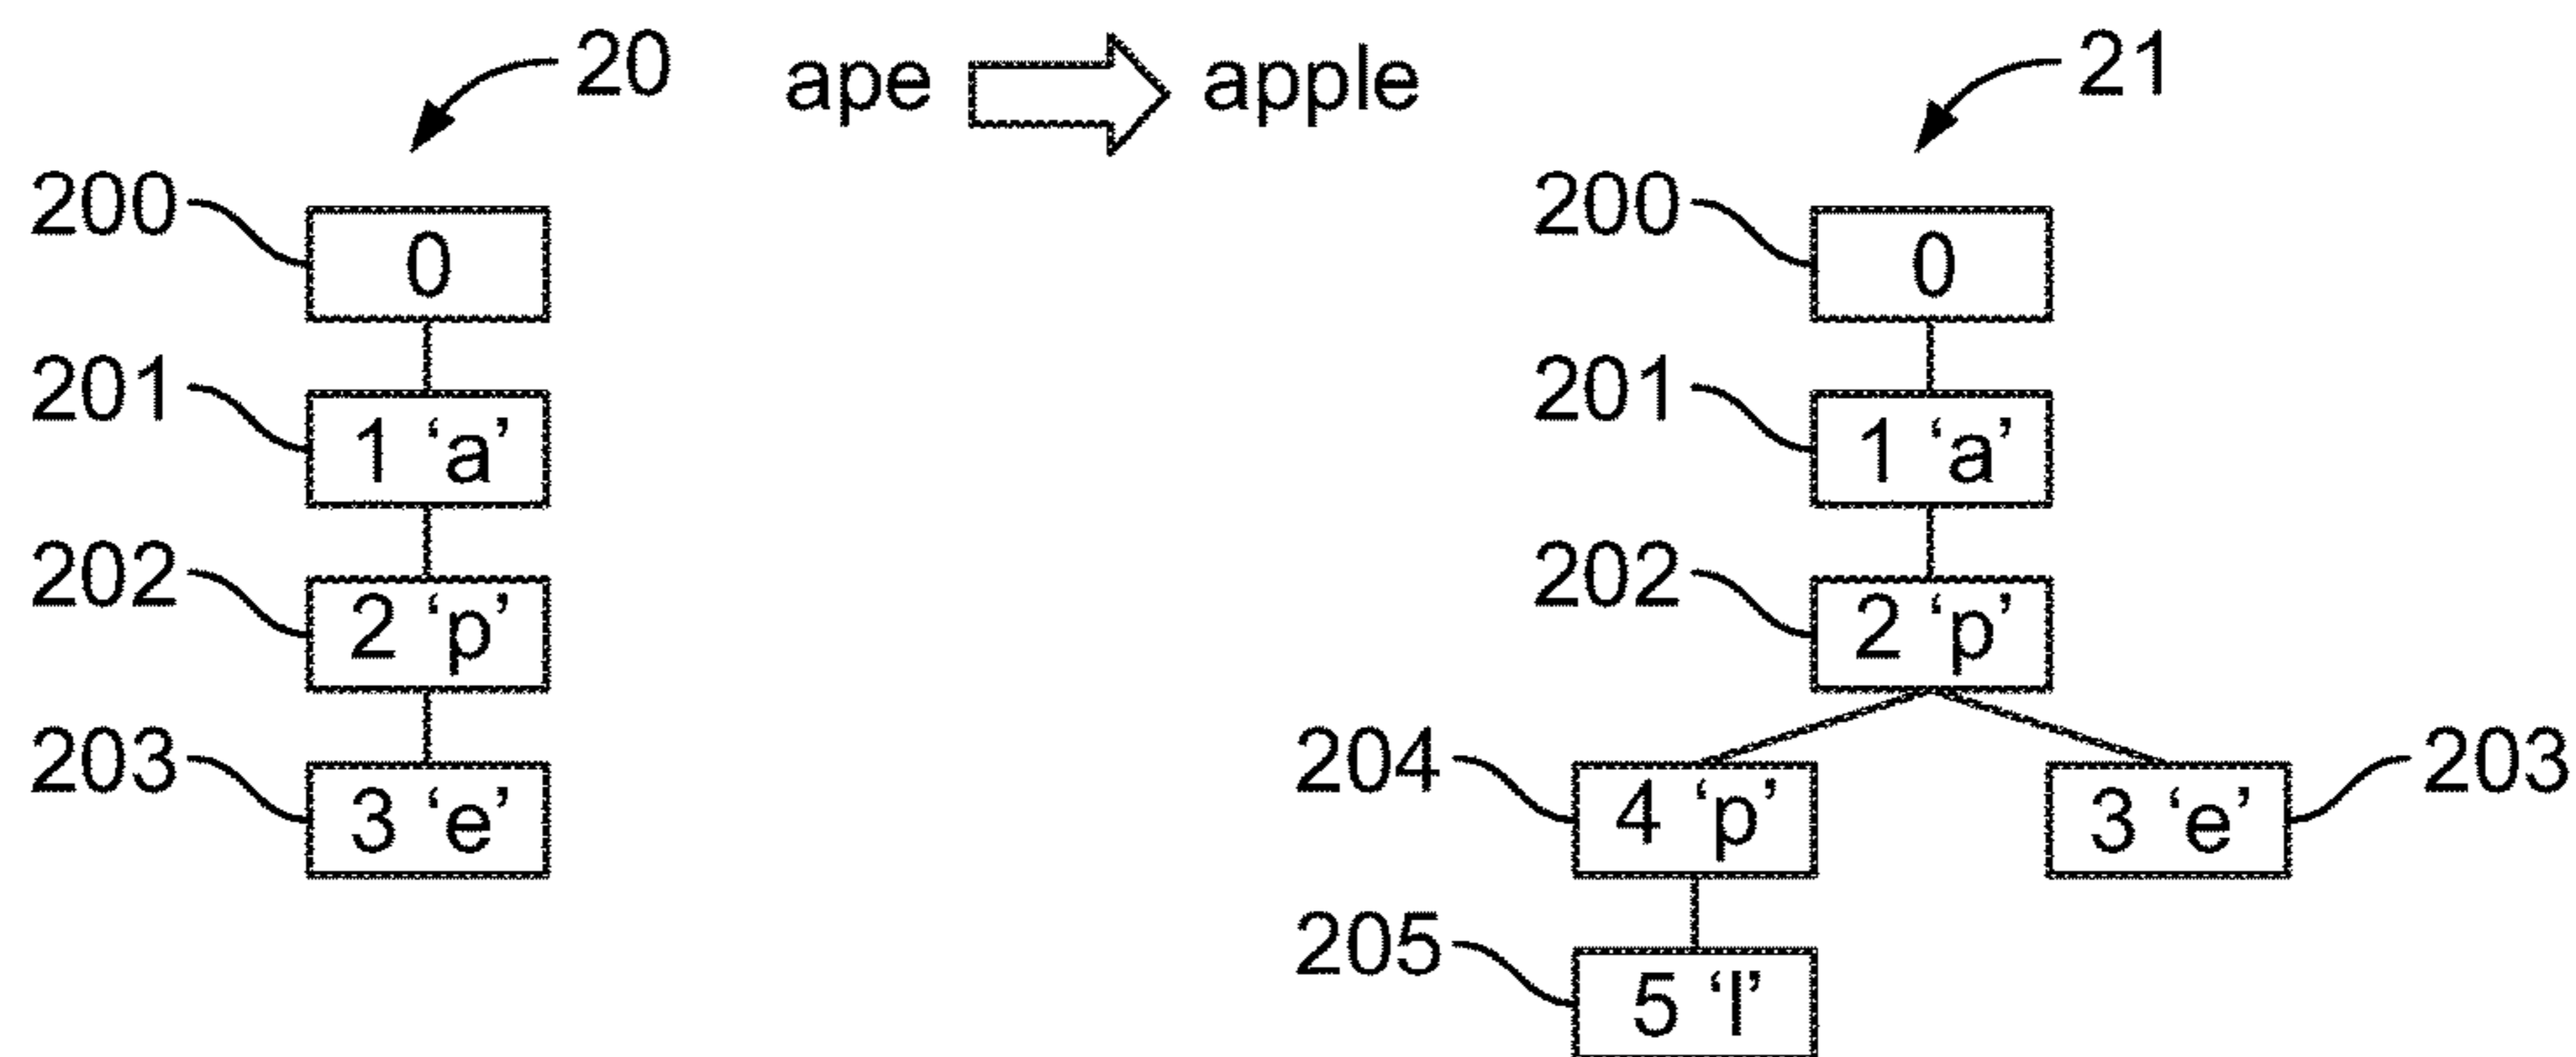 20 ape apple 21
200 200
0 0
201 201
1 ‘a’ 1 ‘a’
202 202
2 ‘p’ 2 ‘p’
203 204 203
3 ‘e’ 4 ‘p’ 3 ‘e’
205
5 ‘l’